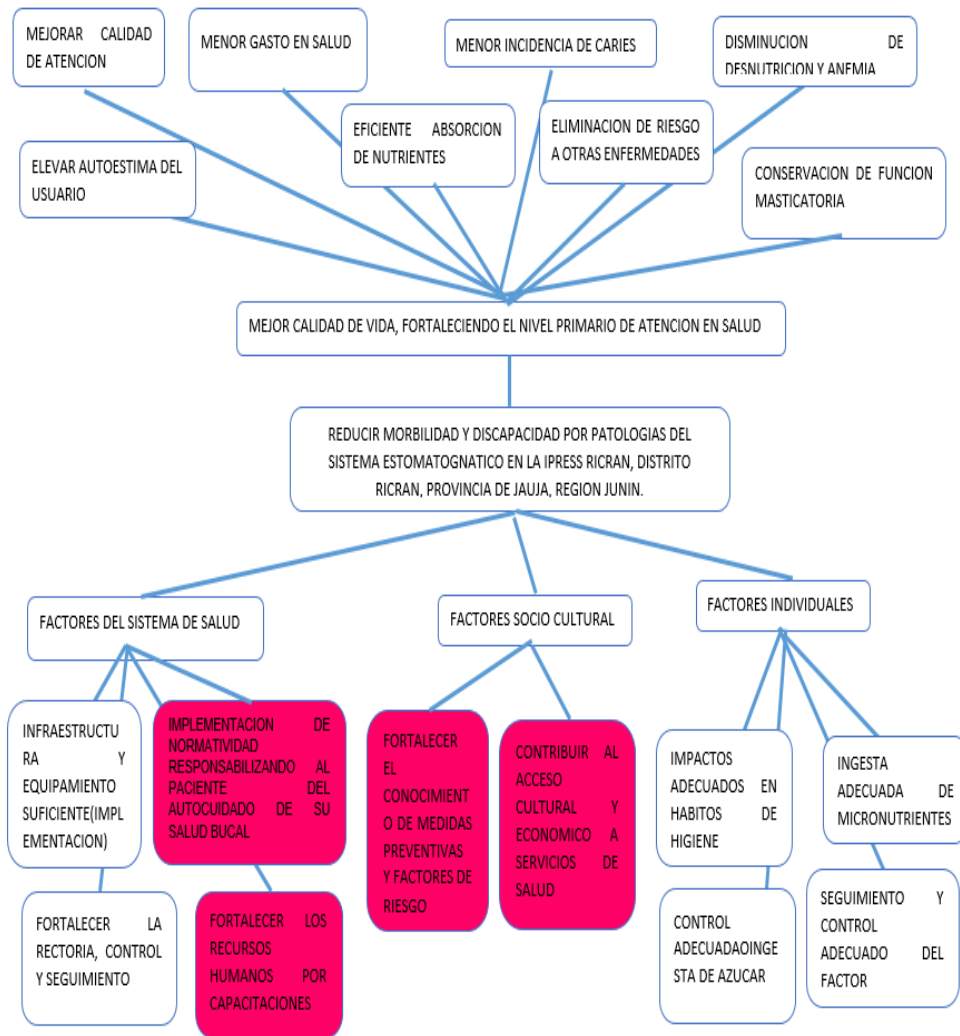 MEJORAR CALIDAD
DE ATENCION
MENOR GASTO EN SALUD
MENOR INCIDENCIA DE CARIES
DISMINUCION DE
DESNUTRICION Y ANEMIA
ELEVAR AUTOESTIMA DEL
USUARIO
EFICIENTE ABSORCION
DE NUTRIENTES
ELIMINACION DE RIESGO
A OTRAS ENFERMEDADES
CONSERVACION DE FUNCION
MASTICATORIA
MEJOR CALIDAD DE VIDA, FORTALECIENDO EL NIVEL PRIMARIO DE ATENCION EN SALUD
REDUCIR MORBILIDAD Y DISCAPACIDAD POR PATOLOGIAS DEL
SISTEMA ESTOMATOGNATICO EN LA IPRESS RICRAN, DISTRITO
RICRAN, PROVINCIA DE JAUJA, REGION JUNIN.
FACTORES DEL SISTEMA DE SALUD
FACTORES SOCIO CULTURAL
FACTORES INDIVIDUALES
INFRAESTRUCTU
RA Y
EQUIPAMIENTO
SUFICIENTE(IMPL
EMENTACION)
IMPLEMENTACION DE
NORMATIVIDAD
RESPONSABILIZANDO AL
PACIENTE DEL
AUTOCUIDADO DE SU
SALUD BUCAL
FORTALECER
EL
CONOCIMIENT
O DE MEDIDAS
PREVENTIVAS
Y FACTORES DE
RIESGO
CONTRIBUIR AL
ACCESO
CULTURAL Y
ECONOMICO A
SERVICIOS DE
SALUD
IMPACTOS
ADECUADOS EN
HABITOS DE
HIGIENE
INGESTA
ADECUADA DE
MICRONUTRIENTES
FORTALECER LA
RECTORIA, CONTROL
Y SEGUIMIENTO
FORTALECER LOS
RECURSOS
HUMANOS POR
CAPACITACIONES
CONTROL
ADECUADAOINGE
STA DE AZUCAR
SEGUIMIENTO Y
CONTROL
ADECUADO DEL
FACTOR